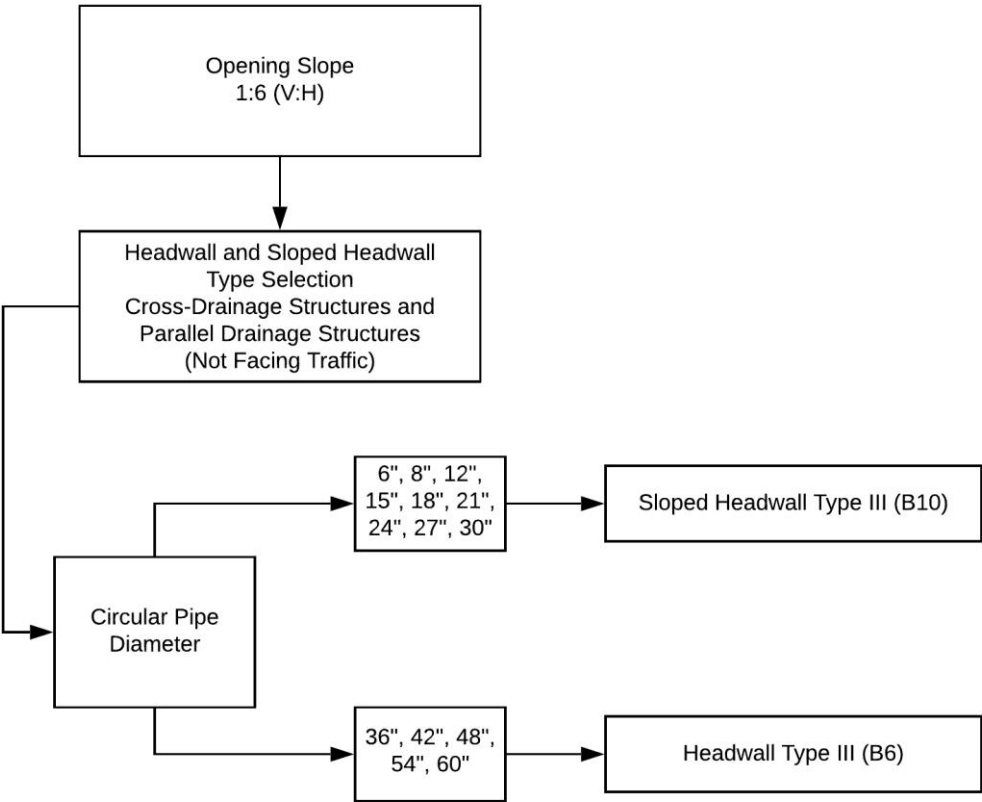 Opening Slope
1:6 (V:H)
Headwall and Sloped Headwall
Type Selection
Cross-Drainage Structures and
Parallel Drainage Structures
(Not Facing Traffic)
6", 8", 12",
15", 18", 21",
24", 27", 30"
Sloped Headwall Type III (B10)
Circular Pipe
Diameter
36", 42", 48",
54", 60"
Headwall Type III (B6)